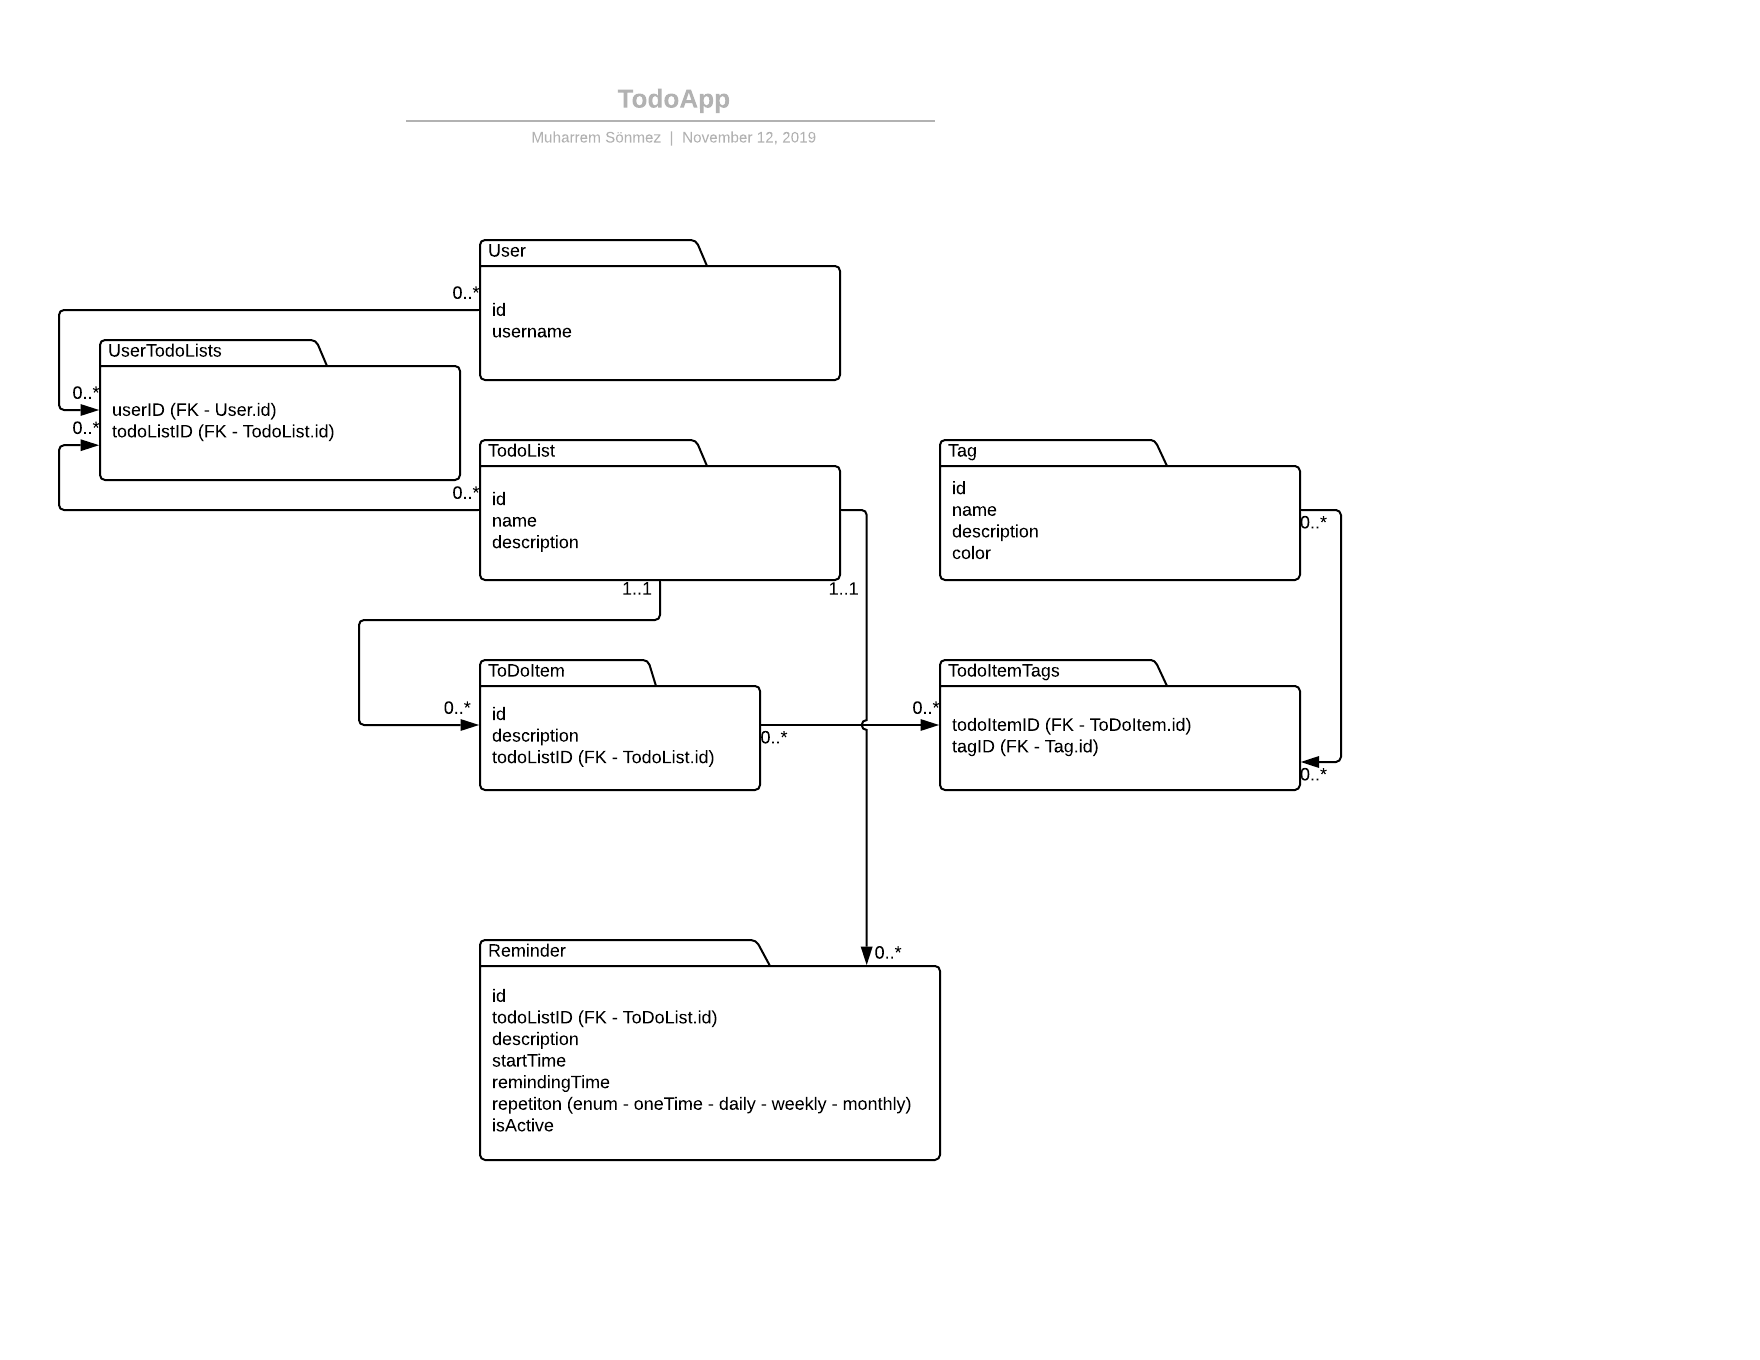 TodoApp
Muharrem Sönmez | November 12, 2019
User
0..*
id
username
UserTodoLists
0..*
userID (FK - User.id)
0..*
todoListID (FK - TodoList.id)
TodoList
0..*
id
name
description
1..1
1..1
Tag
id
name
0..*
description
color
ToDoItem
0..*
id
description
todoListID (FK - TodoList.id)
0..*
TodoItemTags
0..*
todoItemID (FK - ToDoItem.id)
tagID (FK - Tag.id)
0..*
Reminder
0..*
id
todoListID (FK - ToDoList.id)
description
startTime
remindingTime
repetiton (enum - oneTime - daily - weekly - monthly)
isActive